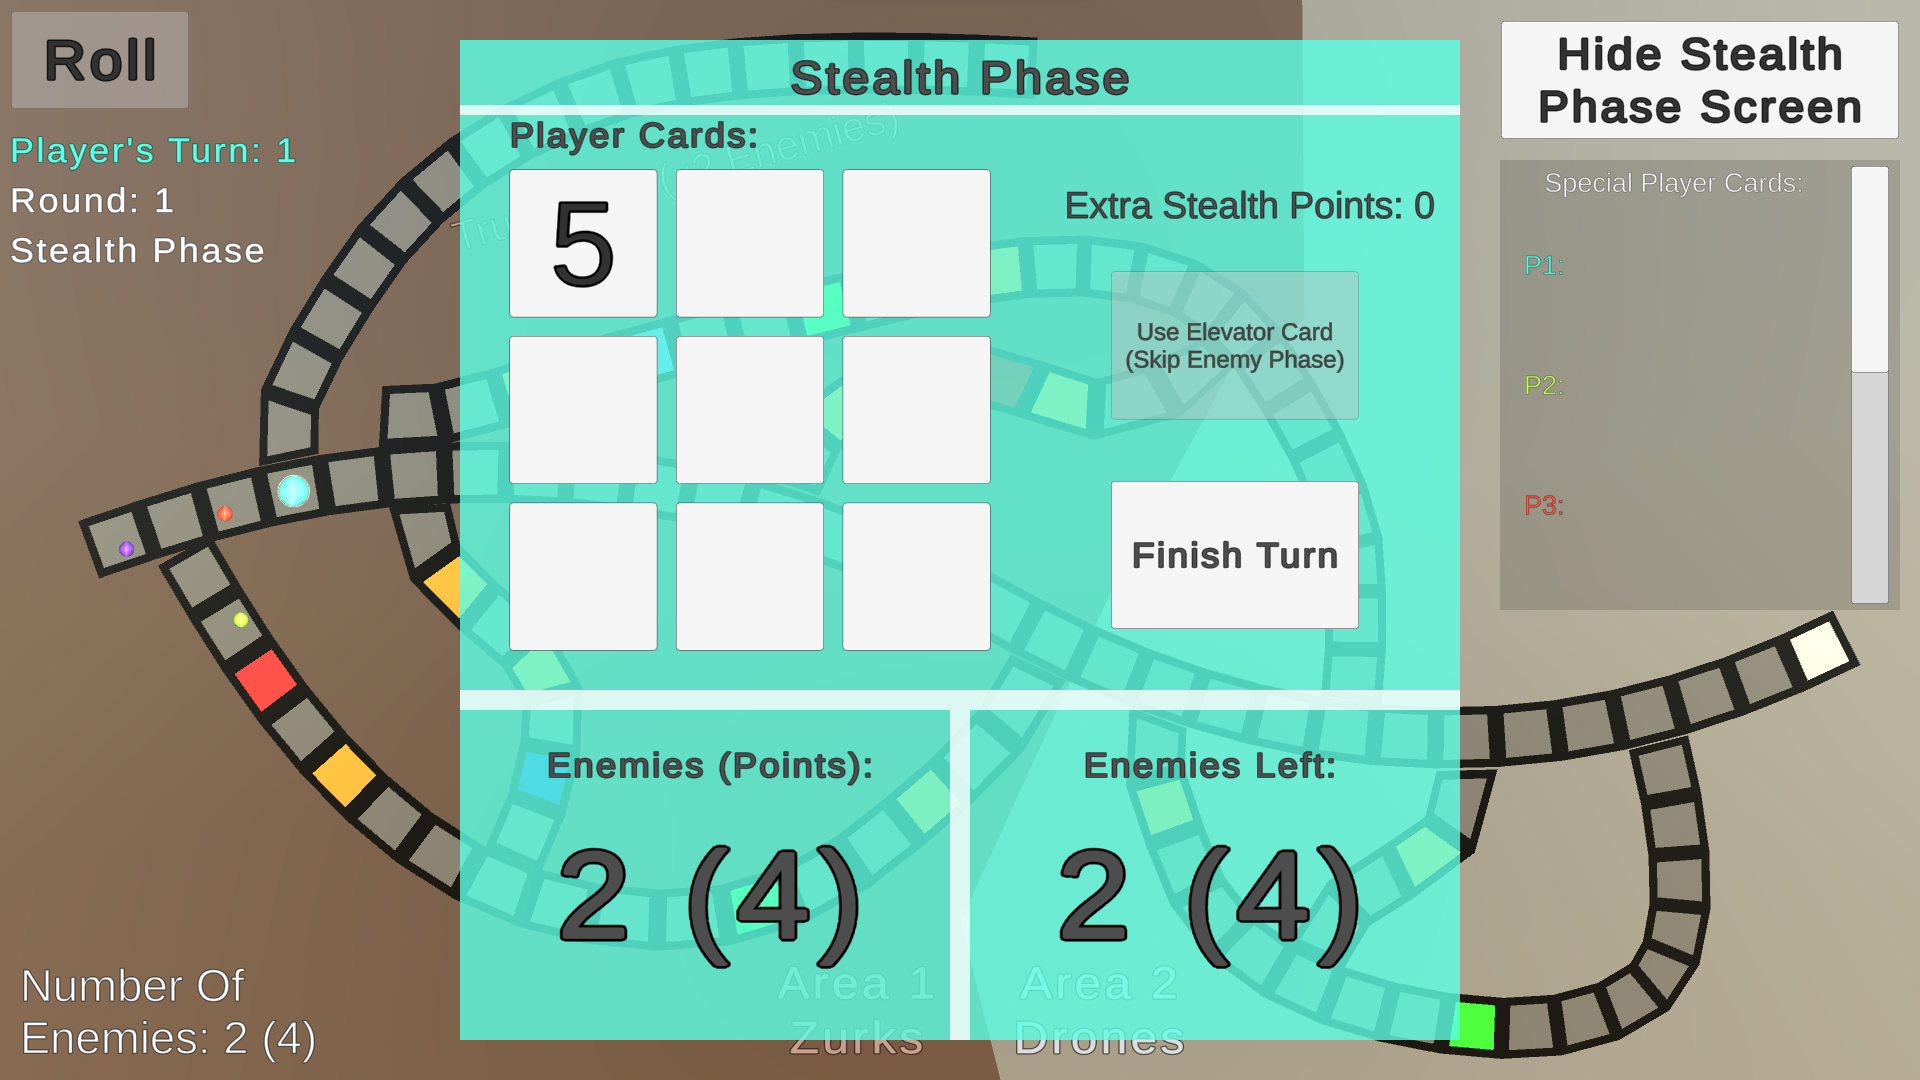 Roll
Player's Turn: 1
Round: 1
Stealth Phase
Stealth Phase
Player Cards:
5
Extra Stealth Points: 0
Use Elevator Card
(Skip Enemy Phase)
Finish Turn
Enemies (Points):
2 (4)
Enemies Left:
2 (4)
Hide Stealth
Phase Screen
Special Player Cards:
P1:
P2:
P3:
Number Of
Enemies: 2 (4)
Area 1
Zurks
Area 2
Drones
Enemies)